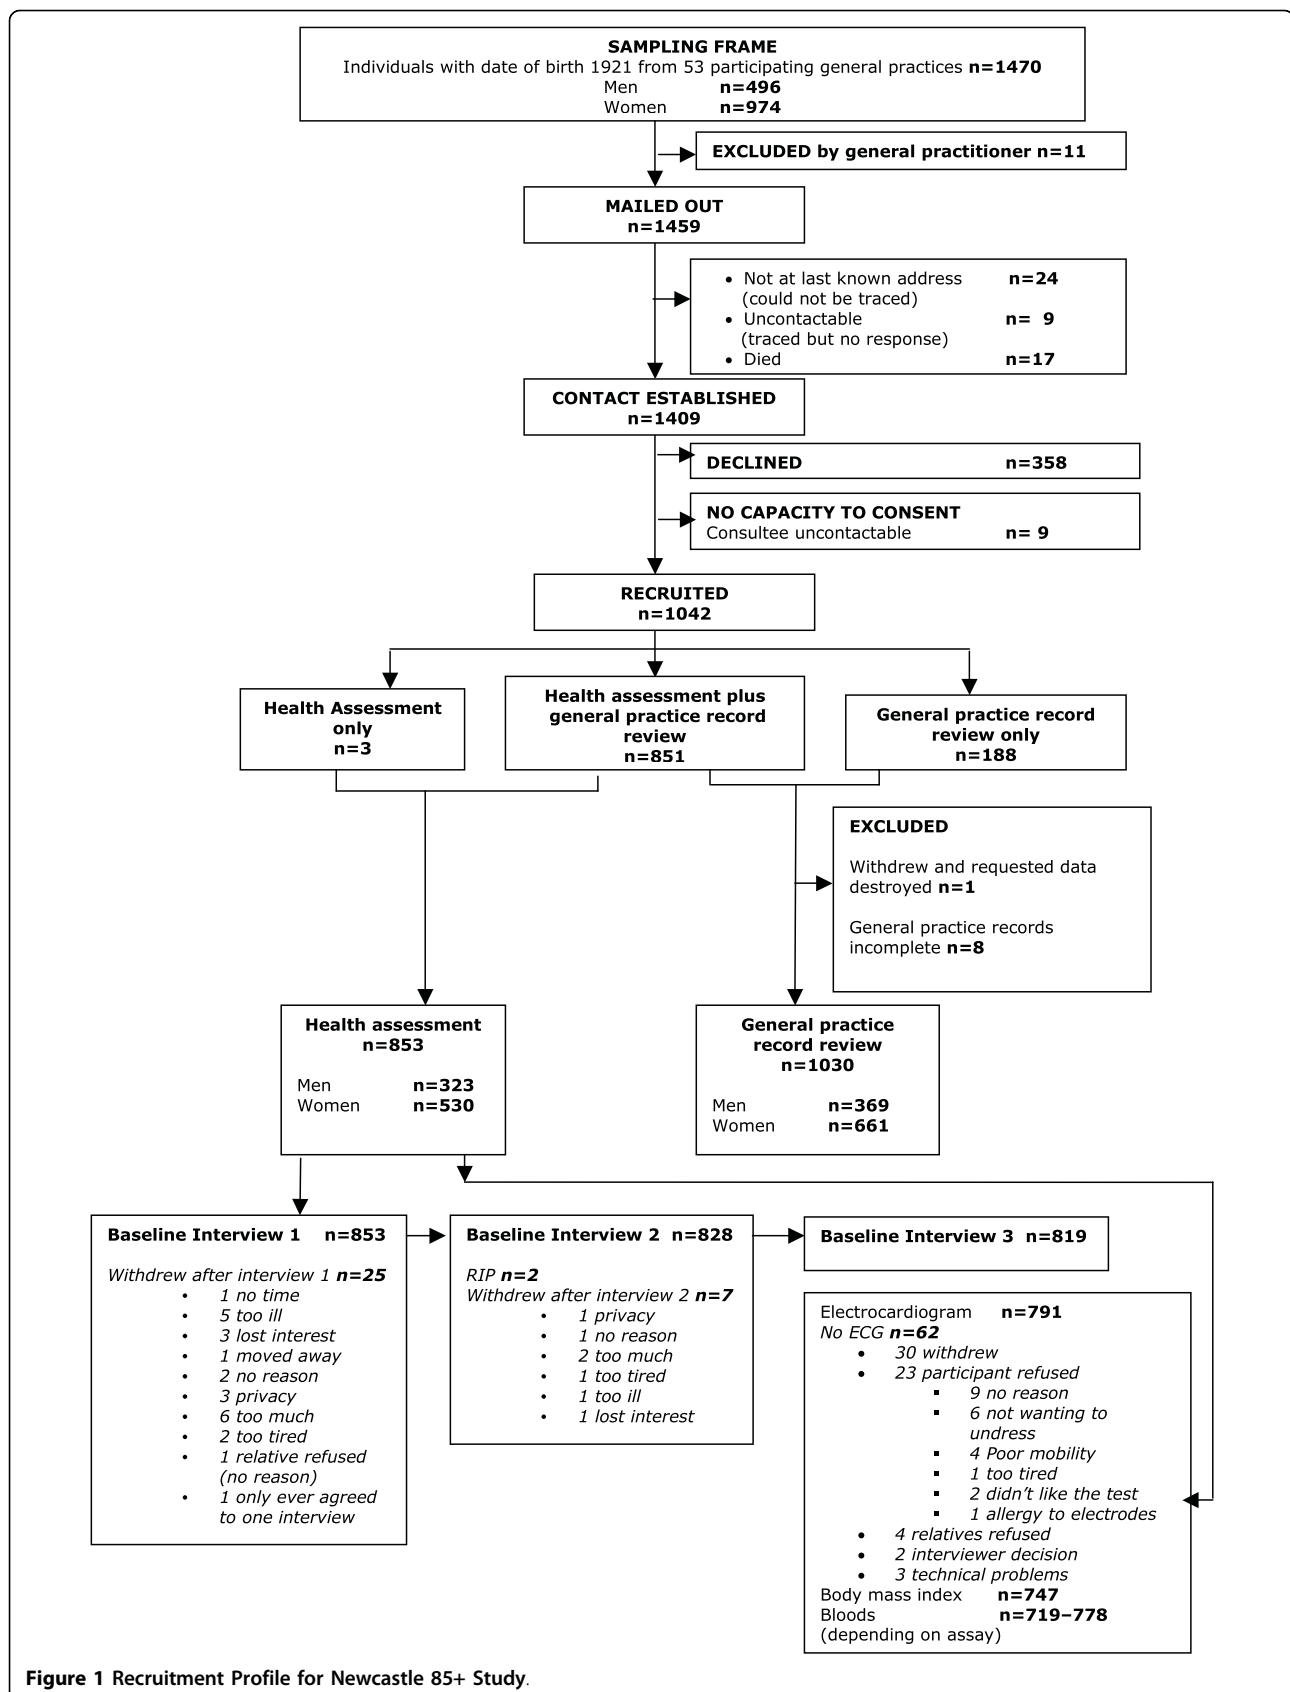 SAMPLING FRAME
Individuals with date of birth 1921 from 53 participating general practices n=1470
Men n=496
Women n=974
EXCLUDED by general practitioner n=11
MAILED OUT
n=1459
• Not at last known address n=24
(could not be traced)
• Uncontactable n= 9
(traced but no response)
• Died n=17
CONTACT ESTABLISHED
n=1409
DECLINED n=358
NO CAPACITY TO CONSENT
Consultee uncontactable n= 9
RECRUITED
n=1042
Health Assessment
only
n=3
Health assessment plus
general practice record
review
n=851
General practice record
review only
n=188
EXCLUDED
Withdrew and requested data
destroyed n=1
General practice records
incomplete n=8
Health assessment
n=853
Men n=323
Women n=530
General practice
record review
n=1030
Men n=369
Women n=661
Baseline Interview 1 n=853
Withdrew after interview 1 n=25
• 1 no time
• 5 too ill
• 3 lost interest
• 1 moved away
• 2 no reason
• 3 privacy
• 6 too much
• 2 too tired
• 1 relative refused
(no reason)
• 1 only ever agreed
to one interview
Baseline Interview 2 n=828
RIP n=2
Withdrew after interview 2 n=7
• 1 privacy
• 1 no reason
• 2 too much
• 1 too tired
• 1 too ill
• 1 lost interest
Baseline Interview 3 n=819
Electrocardiogram n=791
No ECG n=62
• 30 withdrew
• 23 participant refused
▪ 9 no reason
▪ 6 not wanting to
undress
▪ 4 Poor mobility
▪ 1 too tired
▪ 2 didn't like the test
▪ 1 allergy to electrodes
• 4 relatives refused
• 2 interviewer decision
• 3 technical problems
Body mass index n=747
Bloods n=719–778
(depending on assay)
Figure 1 Recruitment Profile for Newcastle 85+ Study.